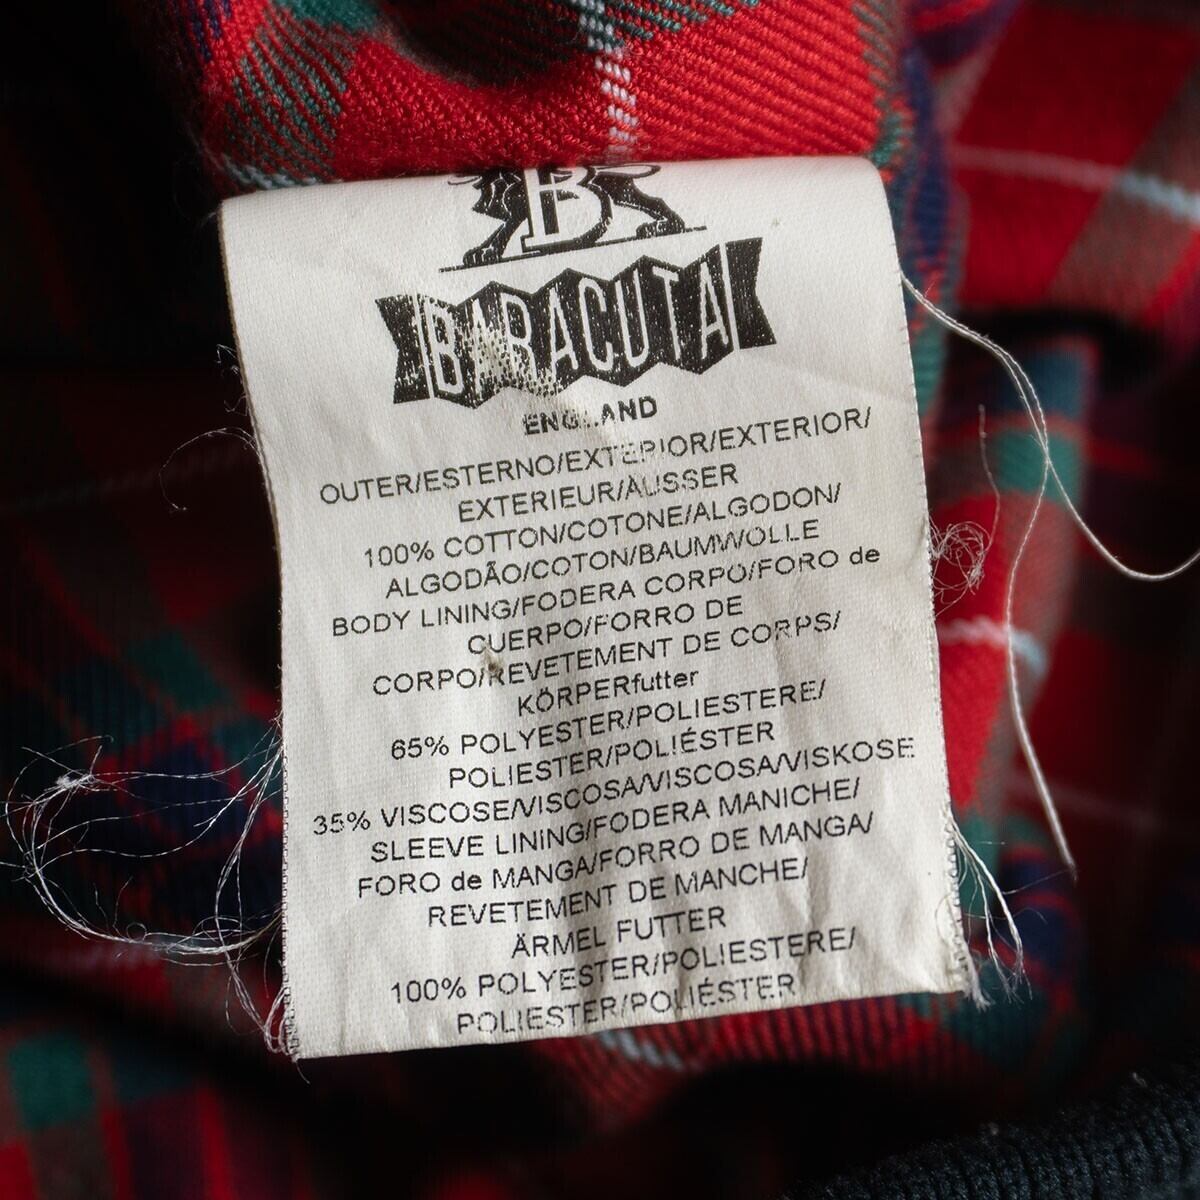 B
BARACUTA
ENGLAND
OUTER/ESTERNO/EXTERIOR/EXTERIOR/
EXTERIEUR/AUSSER
100% COTTON/COTONE/ALGODON/
ALGODÃO/COTON/BAUMWOLLE
BODY LINING/FODERA CORPO/FORO de
CUERPO/FORRO DE
CORPO/REVETEMENT DE CORPS/
KÖRPERfutter
65% POLYESTER/POLIESTERE/
POLIESTER/POLIÉSTER
35% VISCOSE/VISCOSA/VISCOSA/VISKOSE
SLEEVE LINING/FODERA MANICHE/
FORO de MANGA/FORRO DE MANGA/
REVETEMENT DE MANCHE/
ÄRMEL FUTTER
100% POLYESTER/POLIESTERE/
POLIESTER/POLIÉSTER